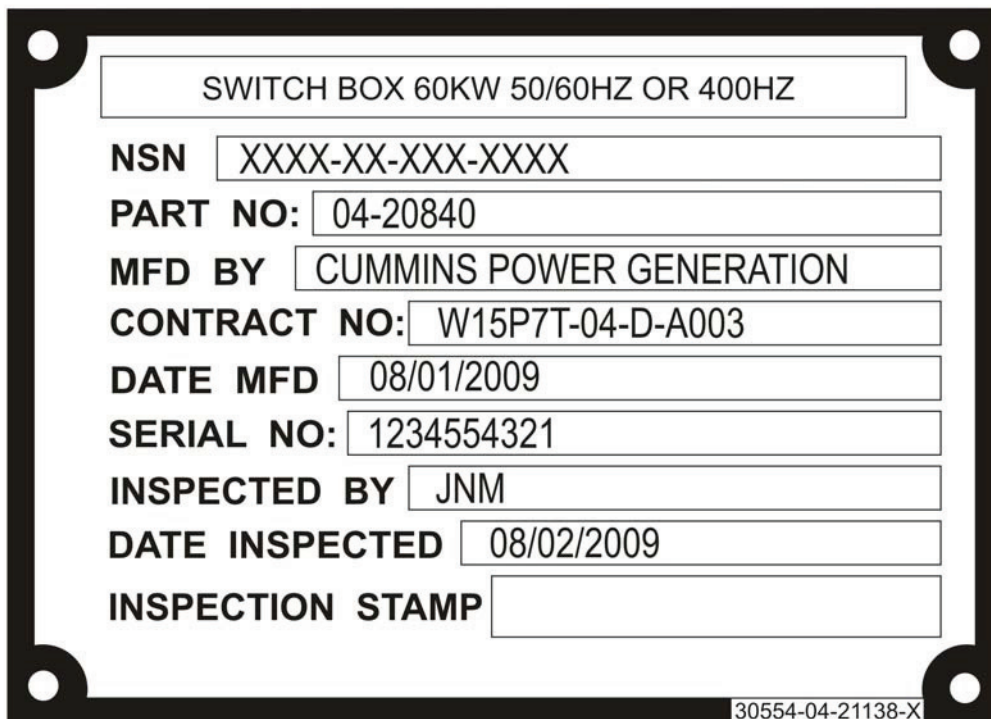 SWITCH BOX 60KW 50/60HZ OR 400HZ
NSN XXXX-XX-XXX-XXXX
PART NO: 04-20840
MFD BY CUMMINS POWER GENERATION
CONTRACT NO: W15P7T-04-D-A003
DATE MFD 08/01/2009
SERIAL NO: 1234554321
INSPECTED BY JNM
DATE INSPECTED 08/02/2009
INSPECTION STAMP
30554-04-21138-X